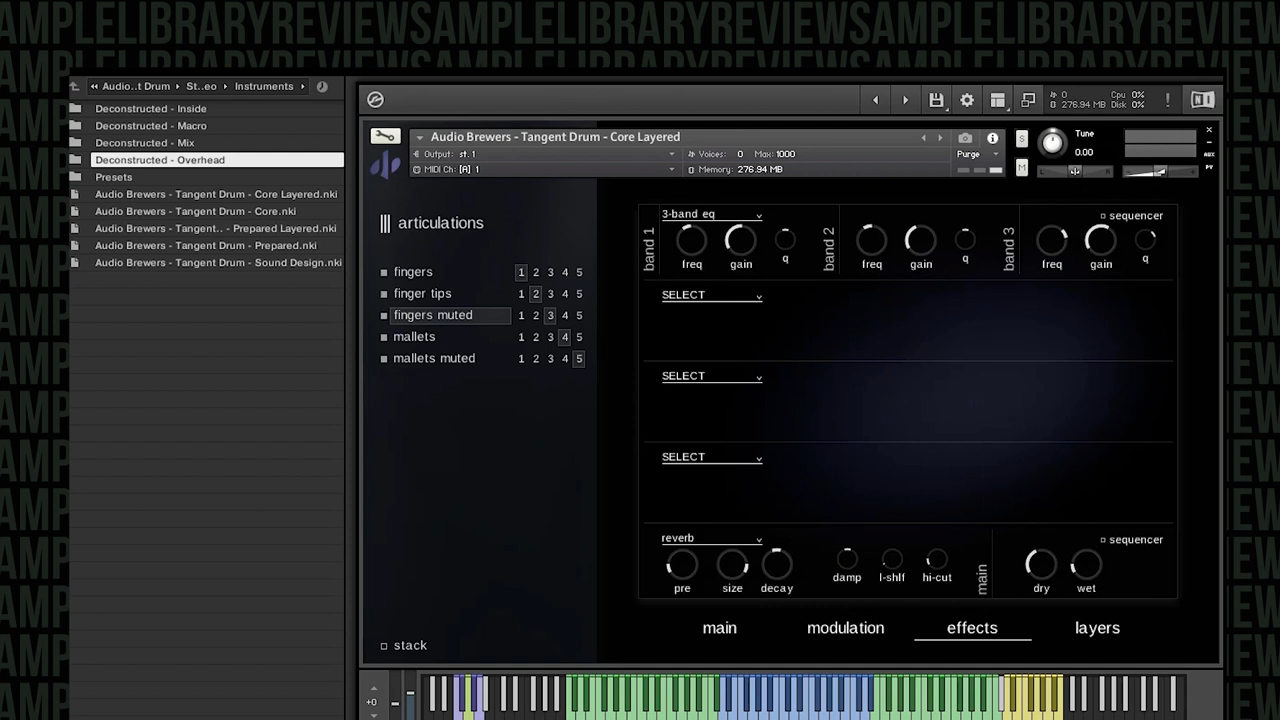 AMPLELIBRARYREVIEWSAMPLELIBRARYREVIEWSAMPLELIBRARYREVIEWS
Audio..t Drum
St..eo
Instruments
Deconstructed - Inside
Deconstructed - Macro
Deconstructed - Mix
Deconstructed - Overhead
Presets
Audio Brewers - Tangent Drum - Core Layered.nki
Audio Brewers - Tangent Drum - Core.nki
Audio Brewers - Tangent.. - Prepared Layered.nki
Audio Brewers - Tangent Drum - Prepared.nki
Audio Brewers - Tangent Drum - Sound Design.nki
0 Cpu 0%
276.94 MB Disk 0%
! NI
Audio Brewers - Tangent Drum - Core Layered
Output: st. 1 Voices: 0 Max: 1000 Purge
MIDI Ch: [A] 1 Memory: 276.94 MB
S Tune
0.00
M L R
AUX
PV
articulations
fingers 1 2 3 4 5
finger tips 1 2 3 4 5
fingers muted 1 2 3 4 5
mallets 1 2 3 4 5
mallets muted 1 2 3 4 5
stack
3-band eq sequencer
band 1 freq gain q
band 2 freq gain q
band 3 freq gain q
SELECT
SELECT
SELECT
reverb sequencer
pre size decay damp l-shlf hi-cut main dry wet
main modulation effects layers
+0